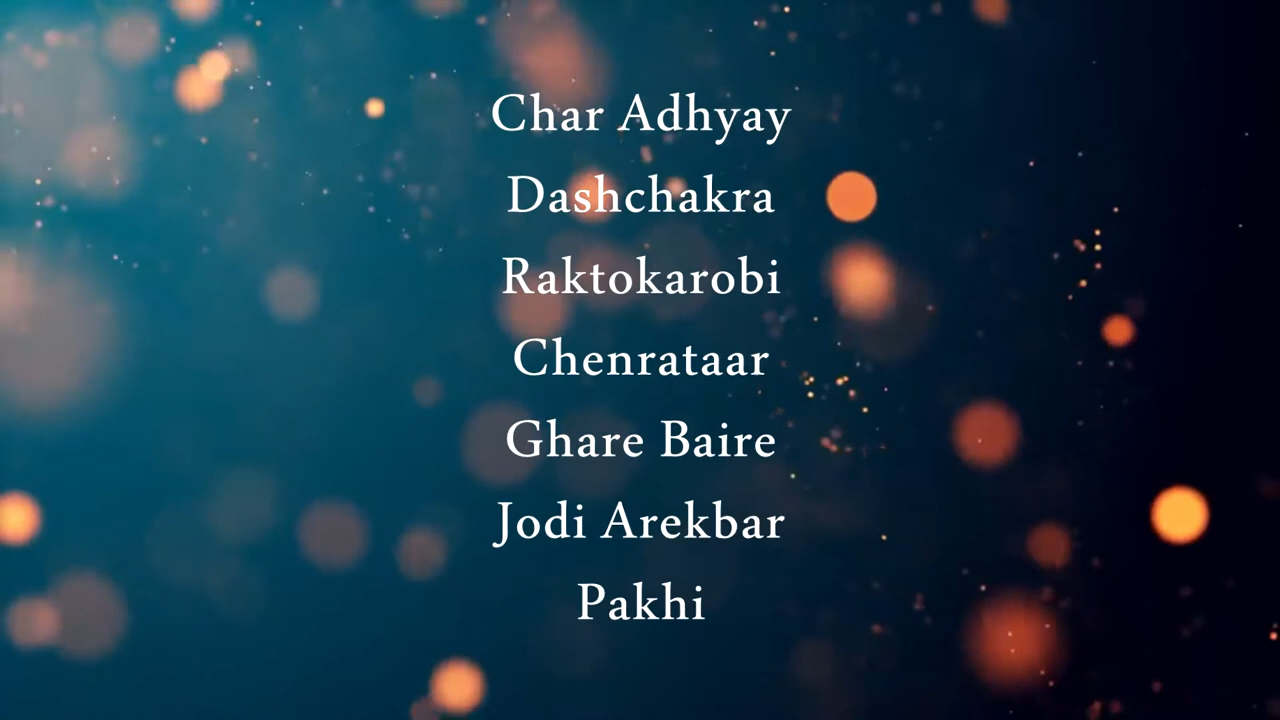 Char Adhyay
Dashchakra
Raktokarobi
Chenrataar
Ghare Baire
Jodi Arekbar
Pakhi